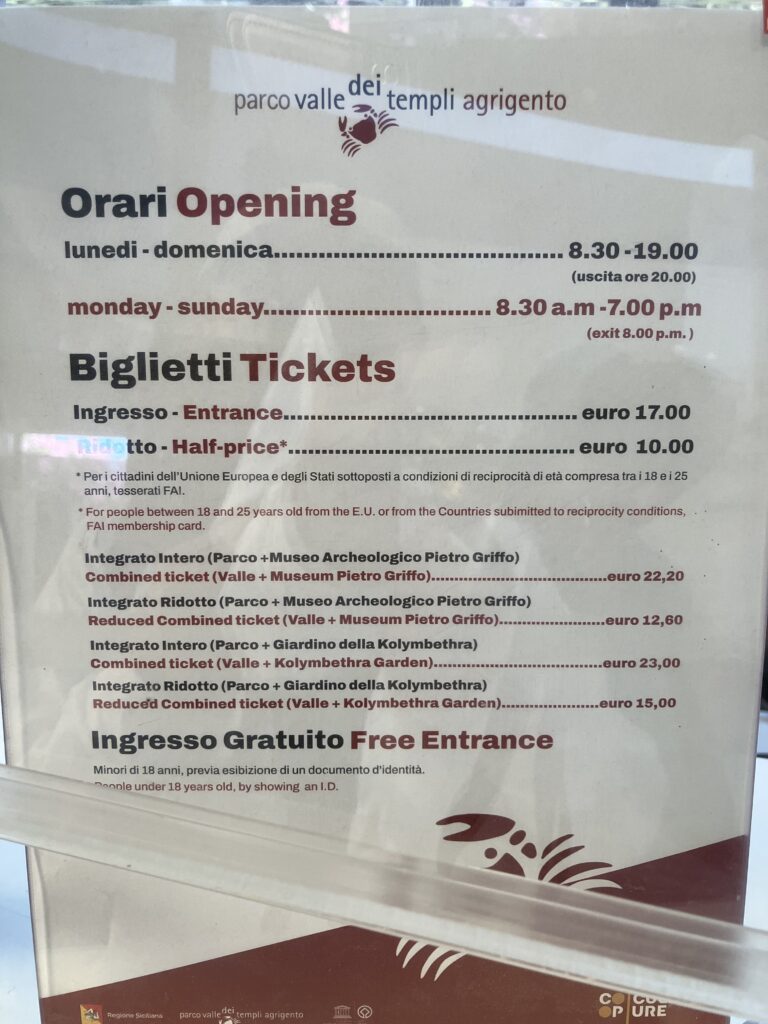 parco valle dei templi agrigento
Orari Opening
lunedi - domenica.......................................... 8.30 -19.00
(uscita ore 20.00)
monday - sunday................................ 8.30 a.m -7.00 p.m
(exit 8.00 p.m. )
Biglietti Tickets
Ingresso - Entrance.......................................... euro 17.00
Ridotto - Half-price*......................................... euro 10.00
* Per i cittadini dell'Unione Europea e degli Stati sottoposti a condizioni di reciprocità di età compresa tra i 18 e i 25
anni, tesserati FAI.
* For people between 18 and 25 years old from the E.U. or from the Countries subimitted to reciprocity conditions,
FAI membership card.
Integrato Intero (Parco +Museo Archeologico Pietro Griffo)
Combined ticket (Valle + Museum Pietro Griffo)....................................euro 22,20
Integrato Ridotto (Parco + Museo Archeologico Pietro Griffo)
Reduced Combined ticket (Valle + Museum Pietro Griffo)......................euro 12,60
Integrato Intero (Parco + Giardino della Kolymbethra)
Combined ticket (Valle + Kolymbethra Garden)...................................euro 23,00
Integrato Ridotto (Parco + Giardino della Kolymbethra)
Reduced Combined ticket (Valle + Kolymbethra Garden)....................euro 15,00
Ingresso Gratuito Free Entrance
Minori di 18 anni, previa esibizione di un documento d'identità.
People under 18 years old, by showing an I.D.
Regione Siciliana
parco valle dei templi agrigento
CO
OP
URE